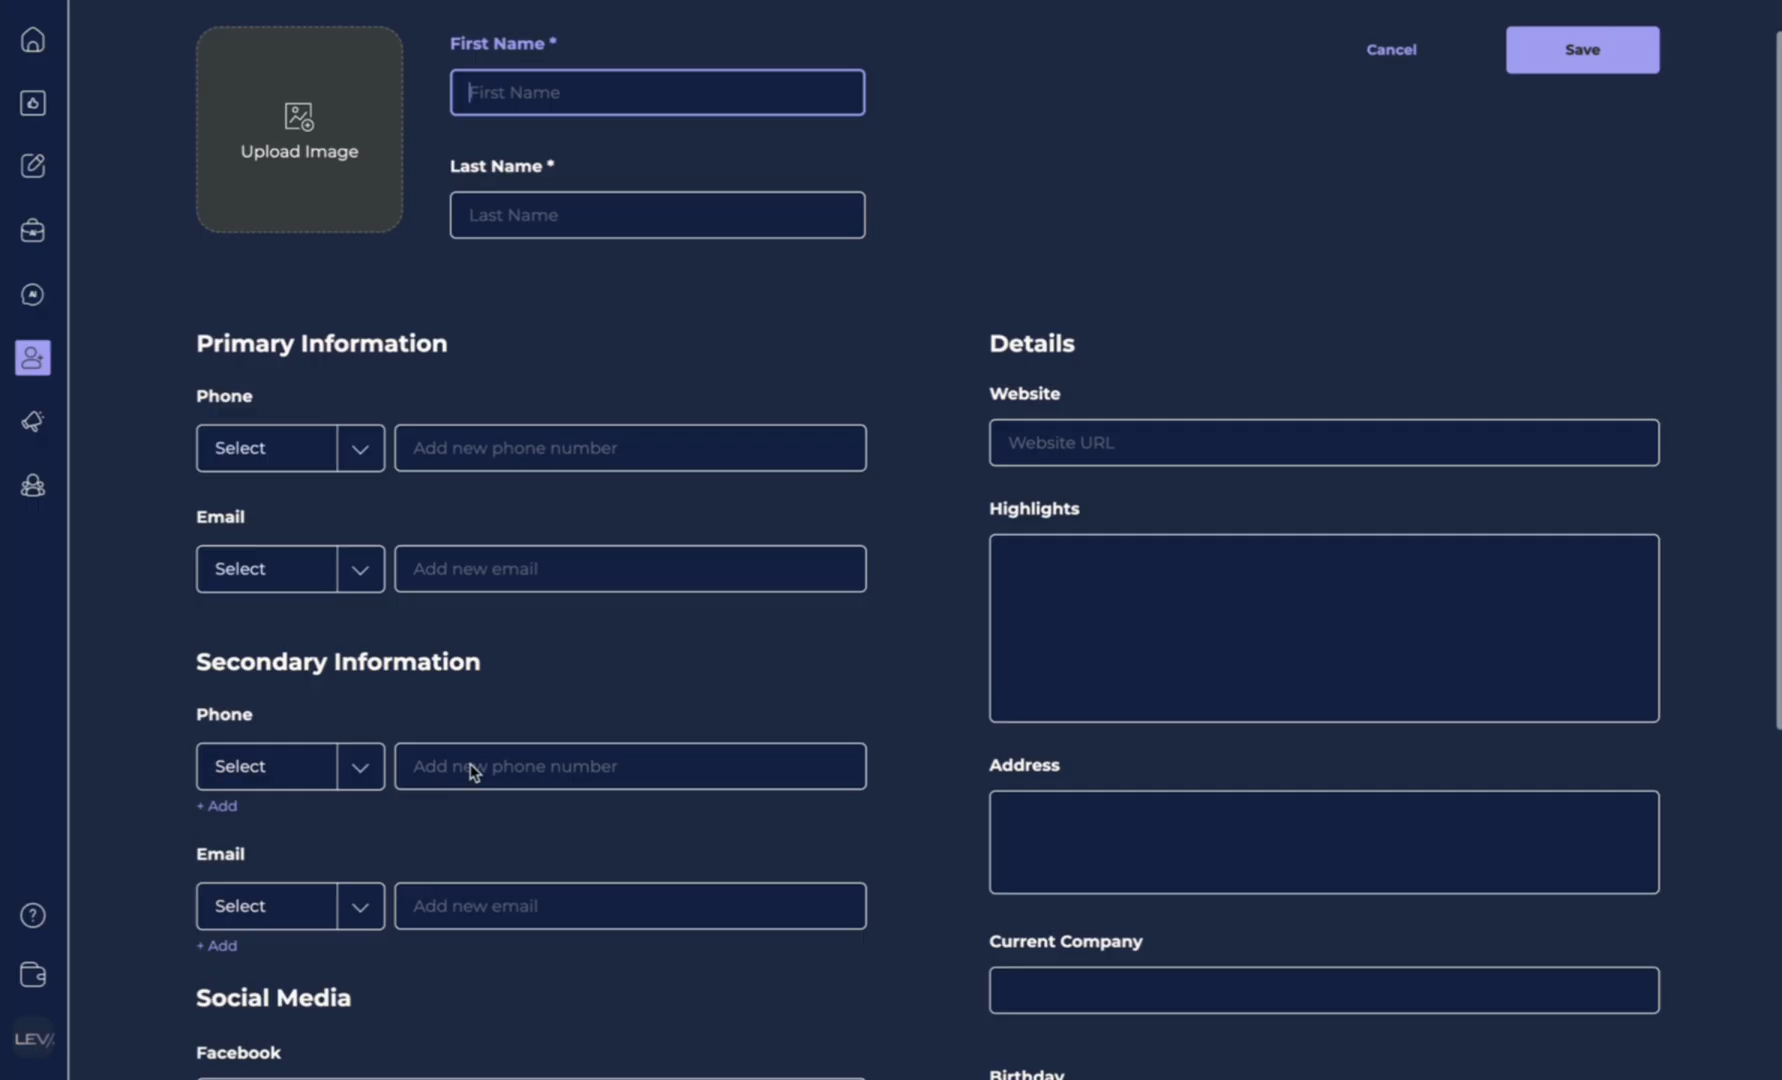 First Name *
Cancel
Save
First Name
Upload Image
Last Name *
Last Name
Primary Information
Details
Phone
Website
Select
Add new phone number
Website URL
Email
Highlights
Select
Add new email
Secondary Information
Phone
Select
Add new phone number
Address
+ Add
Email
Select
Add new email
Current Company
+ Add
Social Media
Facebook
Birthday
AI
AI
LEV/